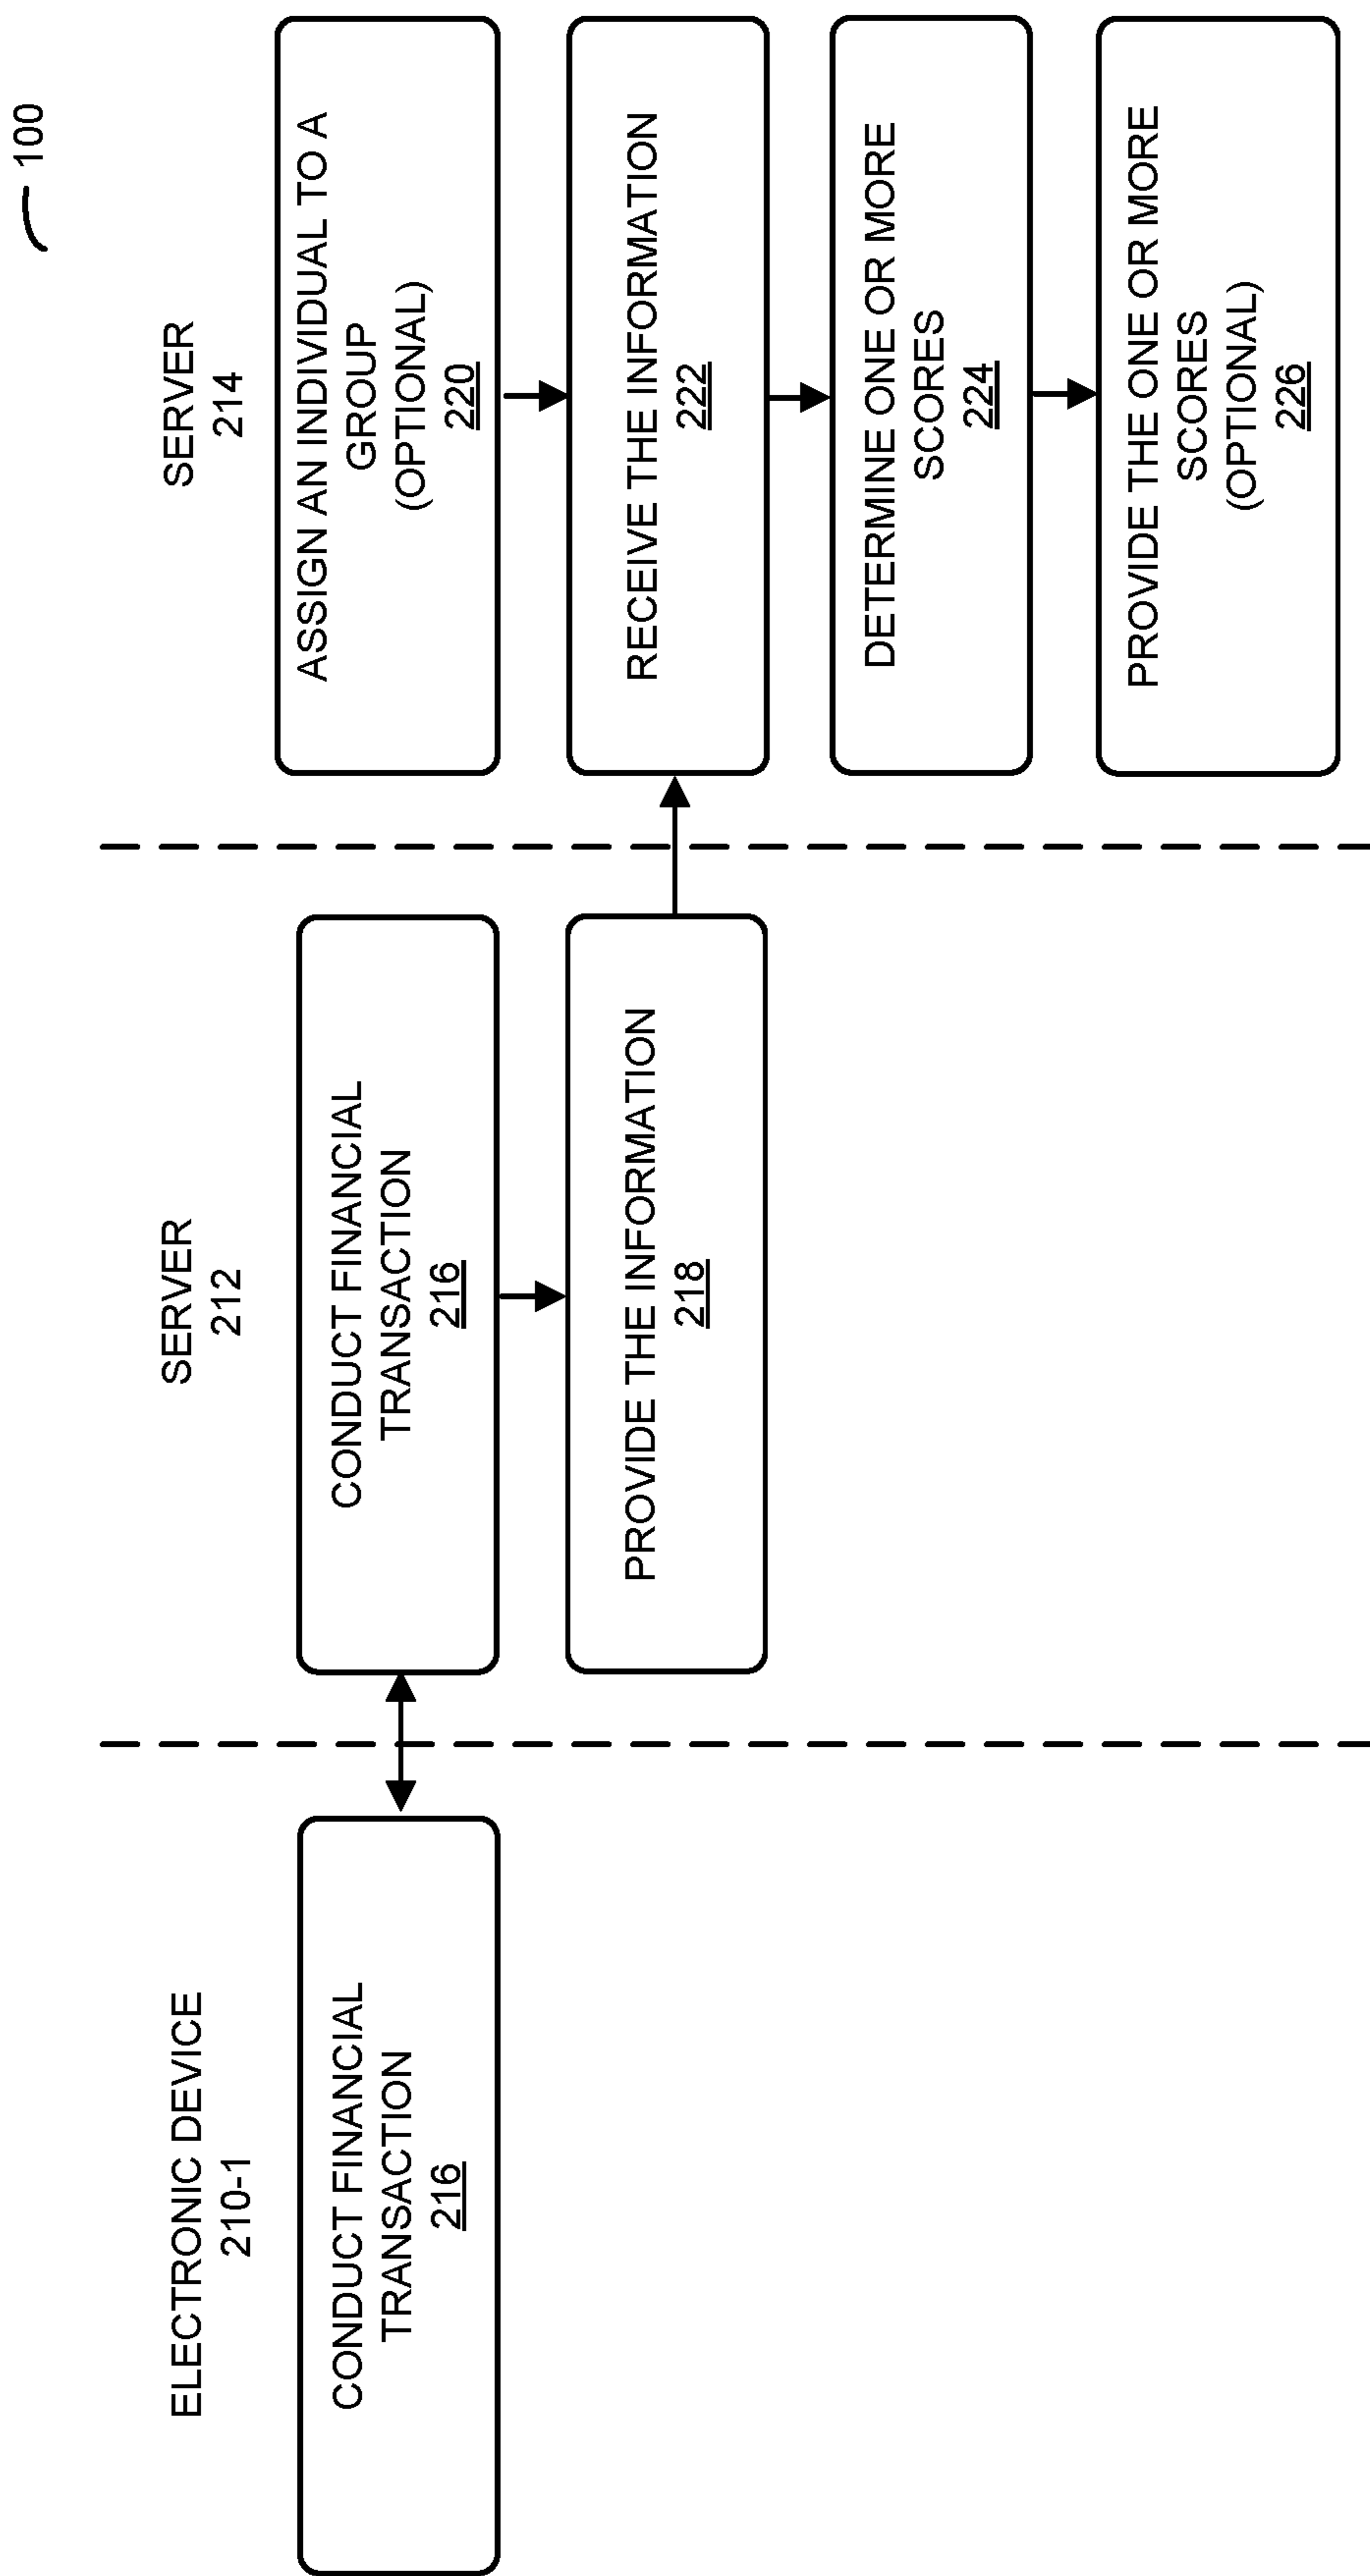 100
ELECTRONIC DEVICE
210-1
CONDUCT FINANCIAL
TRANSACTION
216
SERVER
212
CONDUCT FINANCIAL
TRANSACTION
216
PROVIDE THE INFORMATION
218
SERVER
214
ASSIGN AN INDIVIDUAL TO A
GROUP
(OPTIONAL)
220
RECEIVE THE INFORMATION
222
DETERMINE ONE OR MORE
SCORES
224
PROVIDE THE ONE OR MORE
SCORES
(OPTIONAL)
226